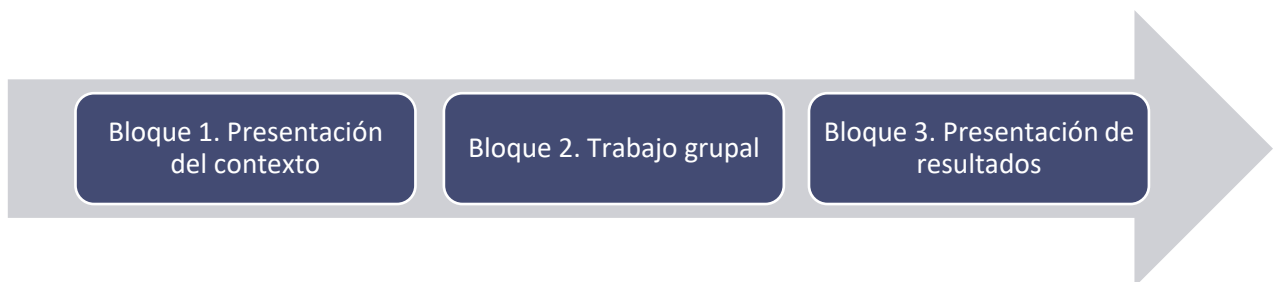 Bloque 1. Presentación
del contexto
Bloque 2. Trabajo grupal
Bloque 3. Presentación de
resultados